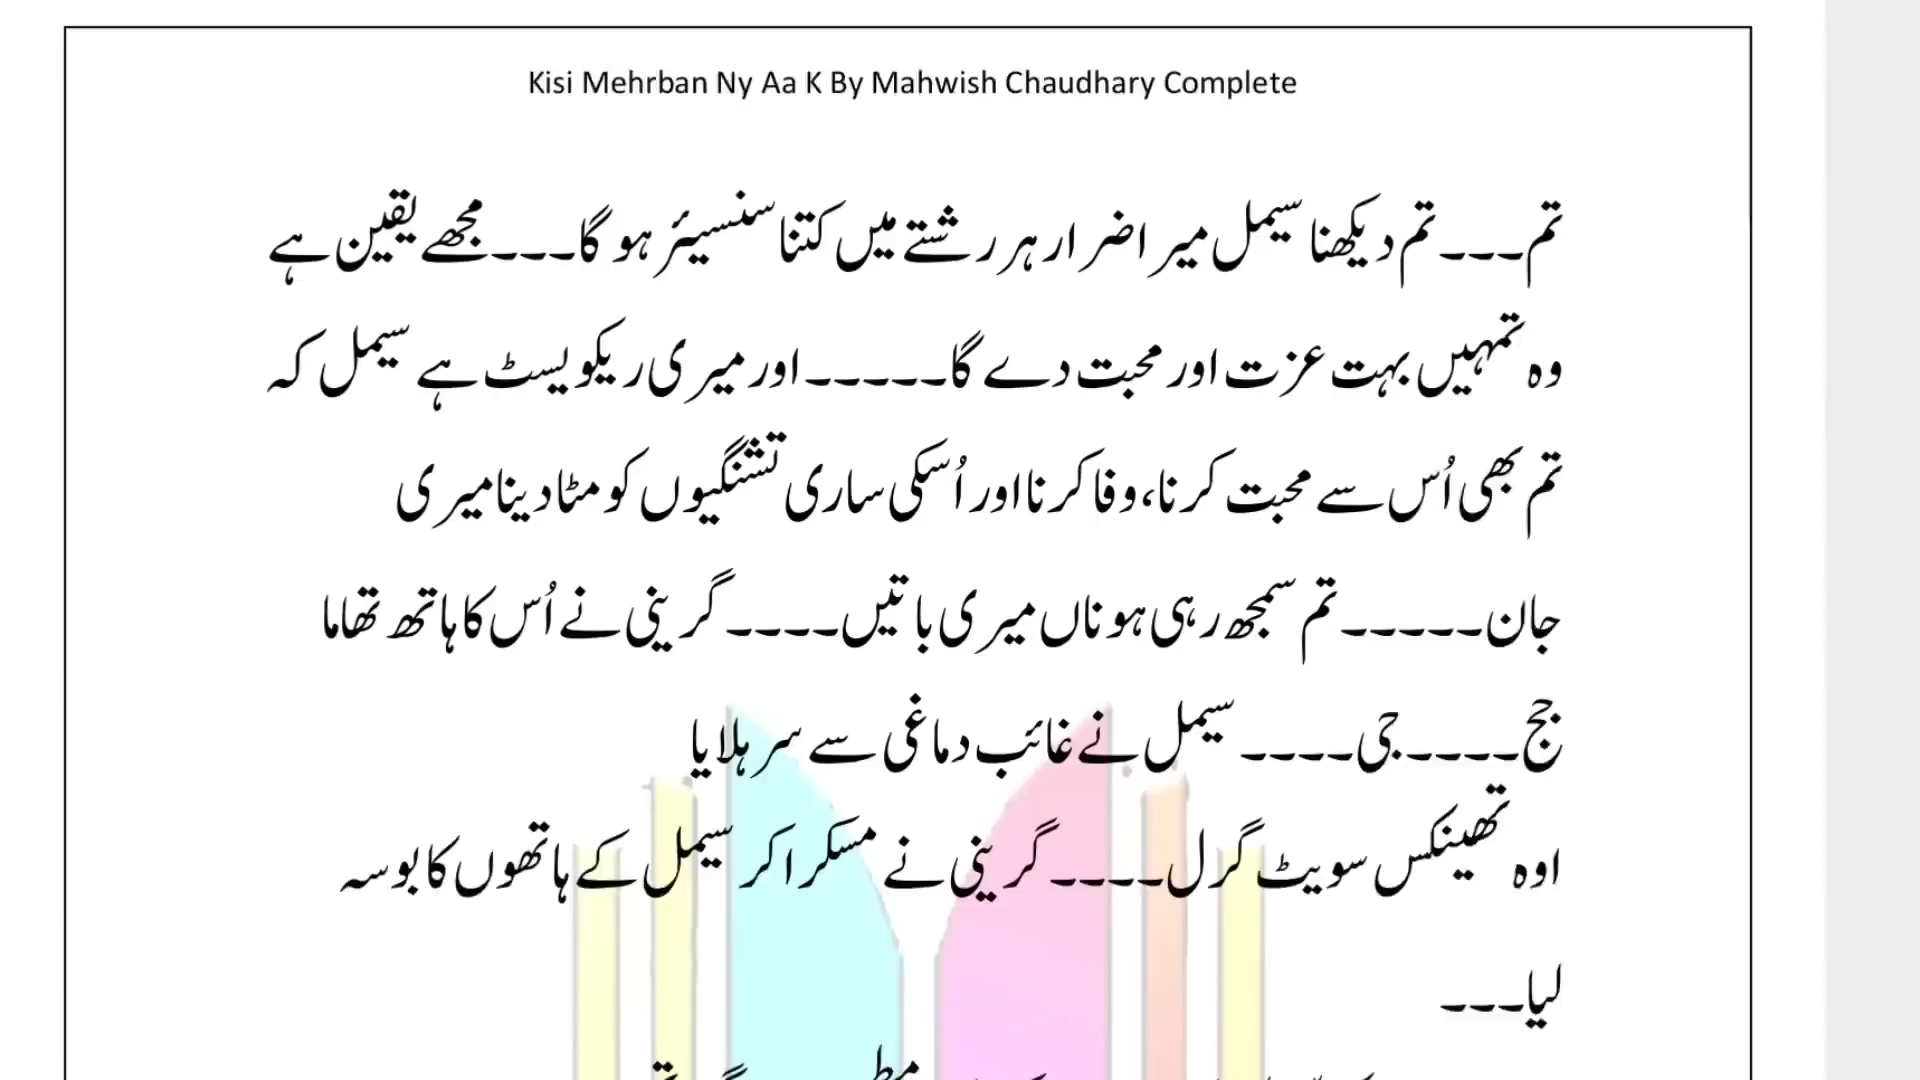 Kisi Mehrban Ny Aa K By Mahwish Chaudhary Complete
تم۔۔۔تم دیکھنا سیمل میرا ضرار ہر رشتے میں کتنا سنسیئر ہو گا۔۔۔مجھے یقین ہے
وہ تمہیں بہت عزت اور محبت دے گا۔۔۔۔۔اور میری ریکویسٹ ہے سیمل کہ
تم بھی اُس سے محبت کرنا،وفا کرنا اور اُسکی ساری تشنگیوں کو مٹا دینا میری
جان۔۔۔۔۔تم سمجھ رہی ہو ناں میری باتیں۔۔۔۔گرینی نے اُس کا ہاتھ تھاما
جج۔۔۔۔جی۔۔۔۔سیمل نے غائب دماغی سے سر ہلایا
اوہ تھینکس سویٹ گرل۔۔۔۔گرینی نے مسکرا کر سیمل کے ہاتھوں کا بوسہ
لیا۔۔۔